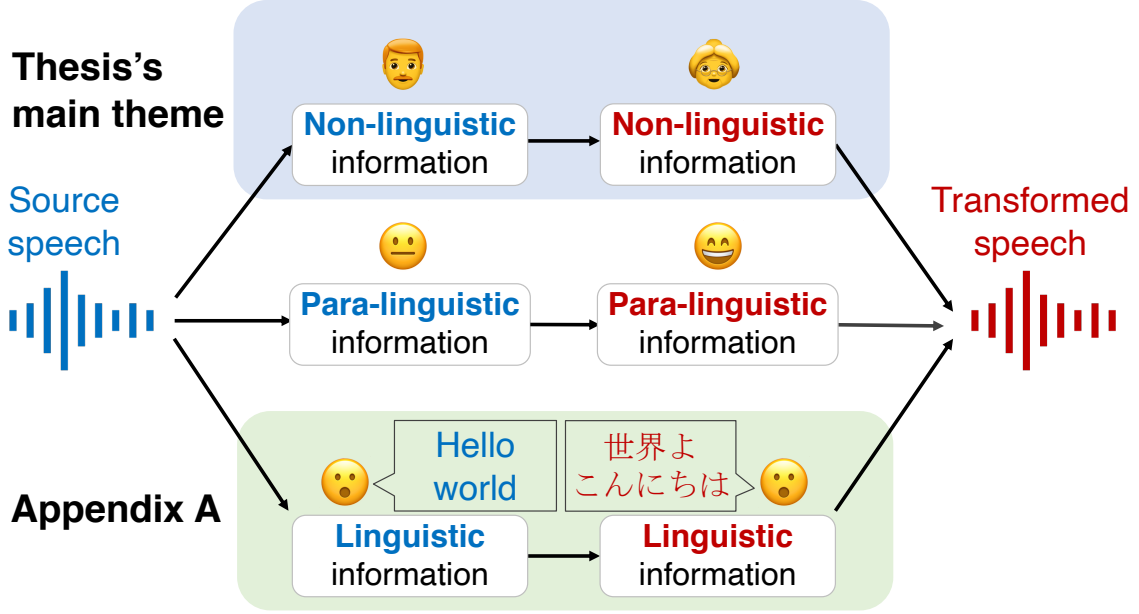 Thesis's
main theme
Non-linguistic
information
Non-linguistic
information
Source
speech
Transformed
speech
Para-linguistic
information
Para-linguistic
information
Appendix A
Hello
world
世界よ
こんにちは
Linguistic
information
Linguistic
information